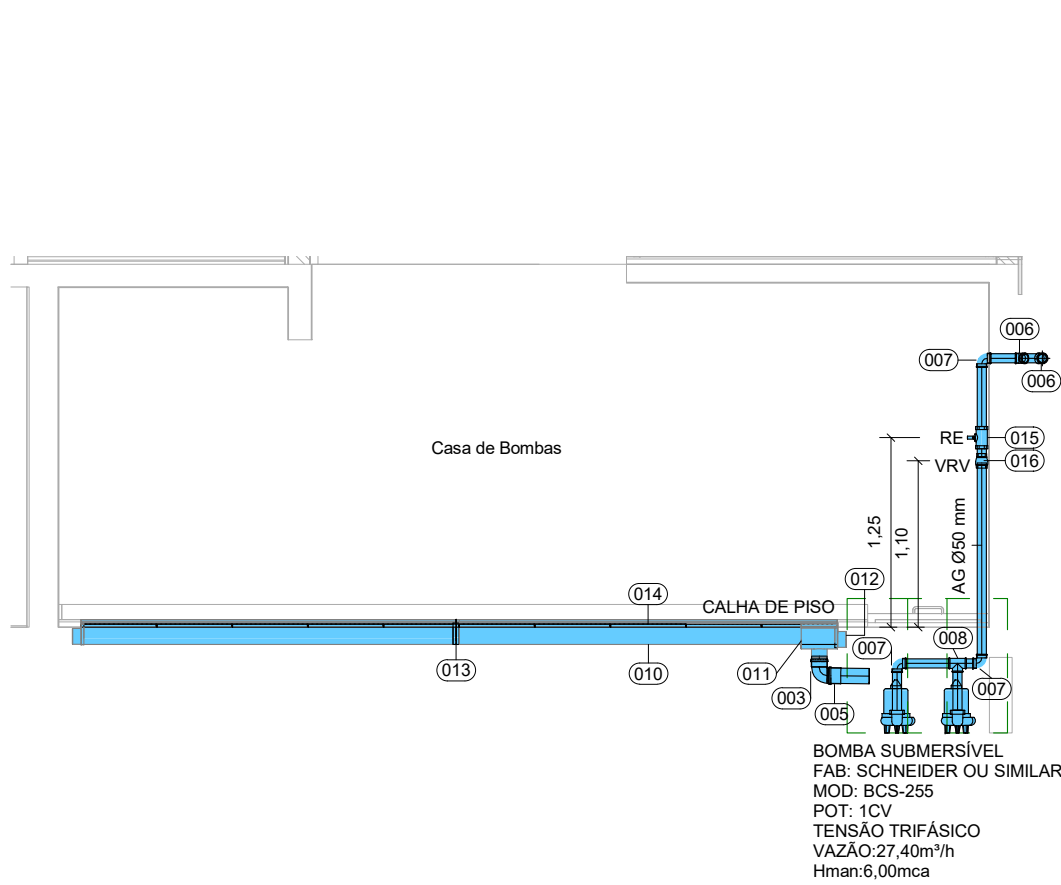 006
007
006
RE
015
Casa de Bombas
VRV
016
1,25
1,10
AG Ø50 mm
012
014
CALHA DE PISO
007
008
013
010
011
003
005
007
BOMBA SUBMERSÍVEL
FAB: SCHNEIDER OU SIMILAR
MOD: BCS-255
POT: 1CV
TENSÃO TRIFÁSICO
VAZÃO:27,40m³/h
Hman:6,00mca